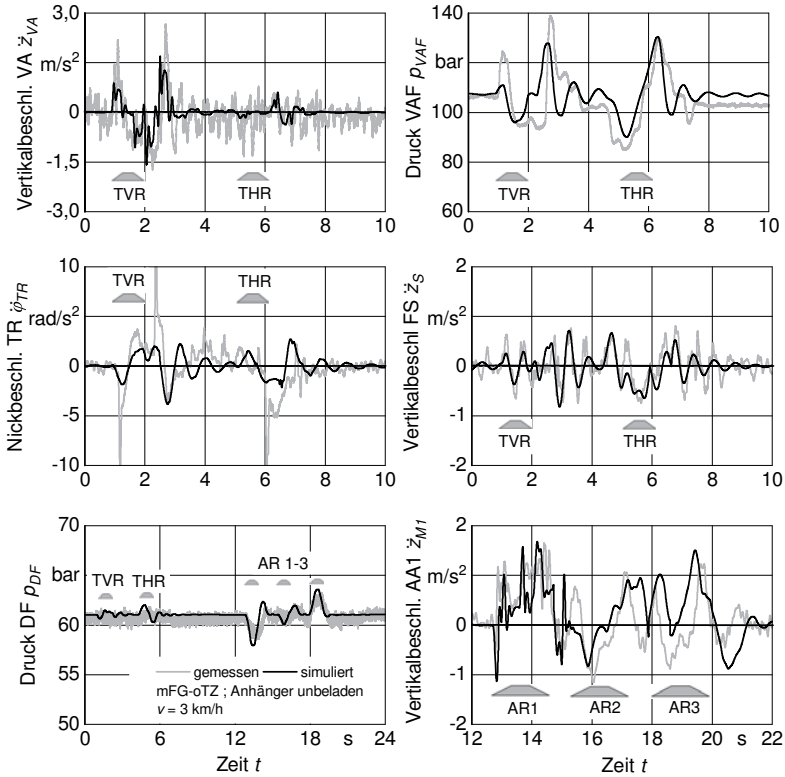 Vertikalbeschl. VA z̈VA
3,0
m/s²
0
-1,5
-3,0
TVR
THR
0 2 4 6 8 10
Druck VAF pVAF
140
bar
100
80
60
TVR
THR
0 2 4 6 8 10
Nickbeschl. TR φ̈TR
10
rad/s²
0
-5
-10
TVR
THR
0 2 4 6 8 10
Vertikalbeschl FS z̈S
2
m/s²
0
-1
-2
TVR
THR
0 2 4 6 8 10
Druck DF pDF
70
bar
60
55
50
TVR
THR
AR 1-3
gemessen
simuliert
mFG-oTZ ; Anhänger unbeladen
v = 3 km/h
0 6 12 18 s 24
Zeit t
Vertikalbeschl. AA1 z̈M1
2
m/s²
0
-1
-2
AR1
AR2
AR3
12 14 16 18 20 s 22
Zeit t